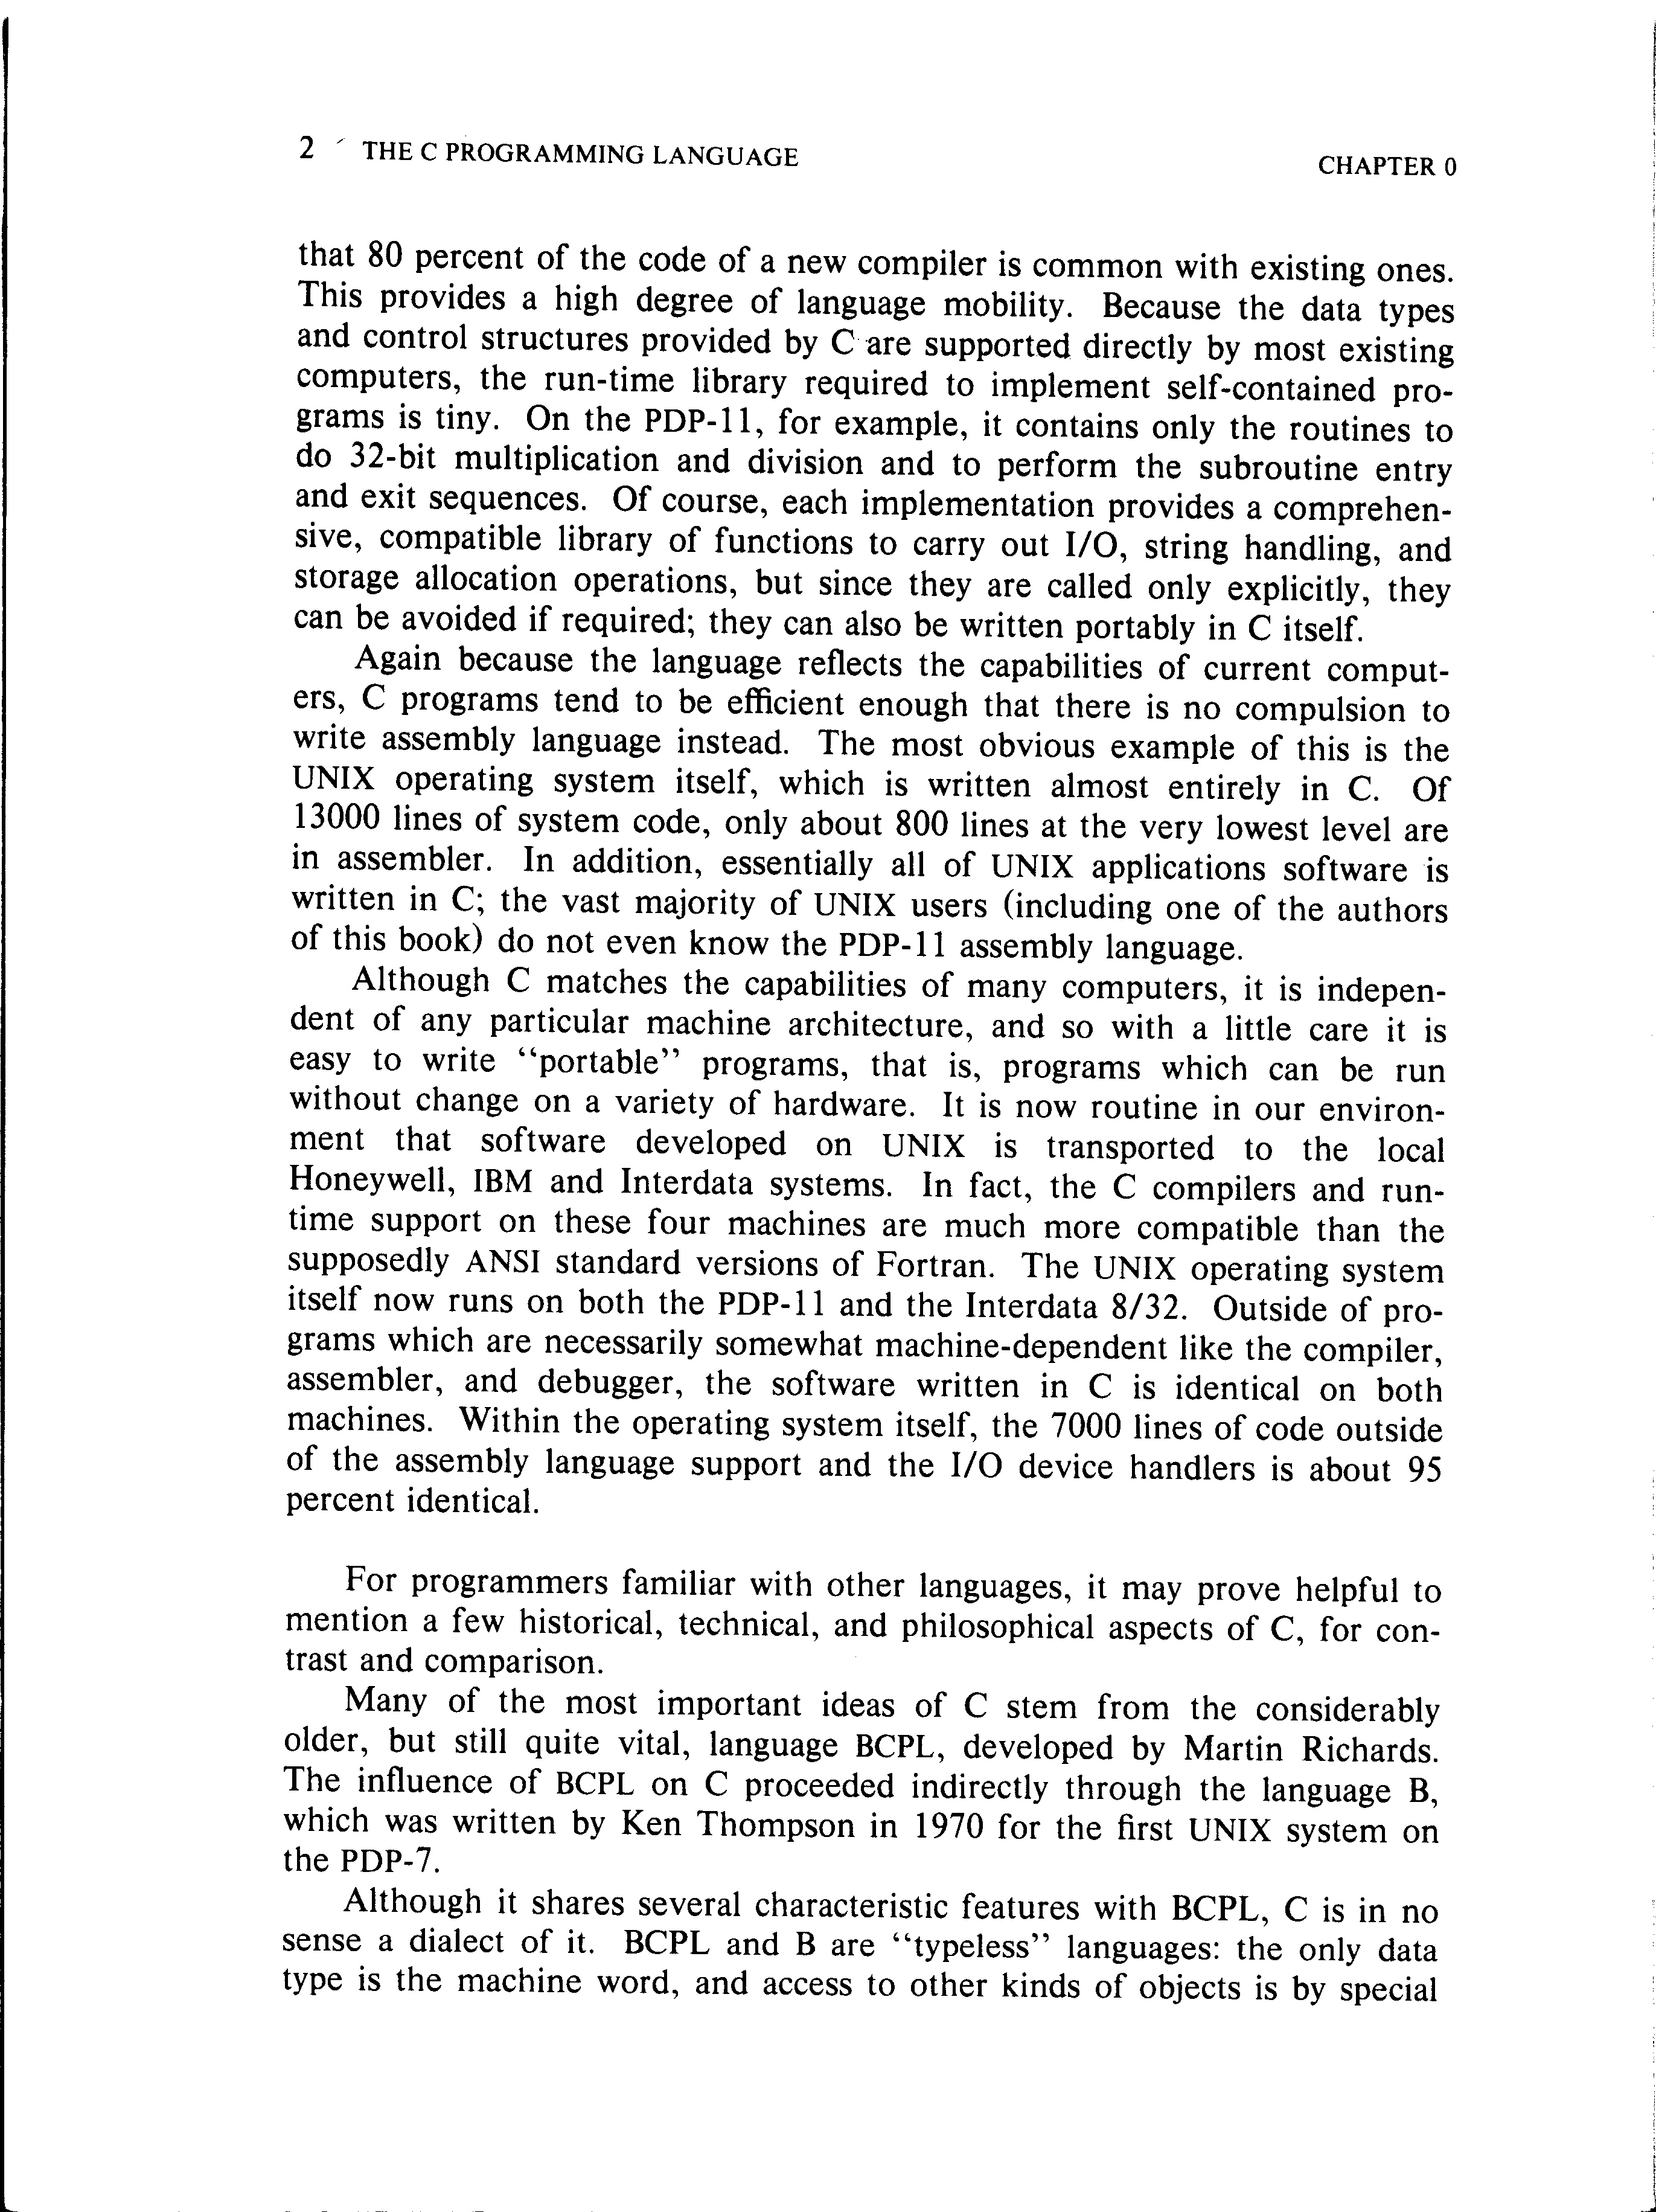 2 THE C PROGRAMMING LANGUAGE CHAPTER 0
that 80 percent of the code of a new compiler is common with existing ones.
This provides a high degree of language mobility. Because the data types
and control structures provided by C are supported directly by most existing
computers, the run-time library required to implement self-contained pro-
grams is tiny. On the PDP-11, for example, it contains only the routines to
do 32-bit multiplication and division and to perform the subroutine entry
and exit sequences. Of course, each implementation provides a comprehen-
sive, compatible library of functions to carry out I/O, string handling, and
storage allocation operations, but since they are called only explicitly, they
can be avoided if required; they can also be written portably in C itself.
Again because the language reflects the capabilities of current comput-
ers, C programs tend to be efficient enough that there is no compulsion to
write assembly language instead. The most obvious example of this is the
UNIX operating system itself, which is written almost entirely in C. Of
13000 lines of system code, only about 800 lines at the very lowest level are
in assembler. In addition, essentially all of UNIX applications software is
written in C; the vast majority of UNIX users (including one of the authors
of this book) do not even know the PDP-11 assembly language.
Although C matches the capabilities of many computers, it is indepen-
dent of any particular machine architecture, and so with a little care it is
easy to write “portable” programs, that is, programs which can be run
without change on a variety of hardware. It is now routine in our environ-
ment that software developed on UNIX is transported to the local
Honeywell, IBM and Interdata systems. In fact, the C compilers and run-
time support on these four machines are much more compatible than the
supposedly ANSI standard versions of Fortran. The UNIX operating system
itself now runs on both the PDP-11 and the Interdata 8/32. Outside of pro-
grams which are necessarily somewhat machine-dependent like the compiler,
assembler, and debugger, the software written in C is identical on both
machines. Within the operating system itself, the 7000 lines of code outside
of the assembly language support and the I/O device handlers is about 95
percent identical.
For programmers familiar with other languages, it may prove helpful to
mention a few historical, technical, and philosophical aspects of C, for con-
trast and comparison.
Many of the most important ideas of C stem from the considerably
older, but still quite vital, language BCPL, developed by Martin Richards.
The influence of BCPL on C proceeded indirectly through the language B,
which was written by Ken Thompson in 1970 for the first UNIX system on
the PDP-7.
Although it shares several characteristic features with BCPL, C is in no
sense a dialect of it. BCPL and B are “typeless” languages: the only data
type is the machine word, and access to other kinds of objects is by special